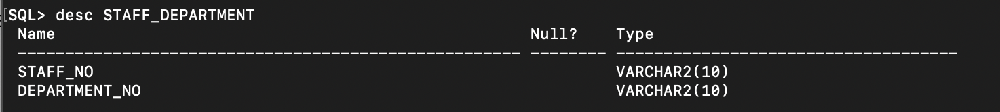 [SQL> desc STAFF_DEPARTMENT
Name Null? Type
----------------------------------------------------- -------- ------------------------------------
STAFF_NO VARCHAR2(10)
DEPARTMENT_NO VARCHAR2(10)